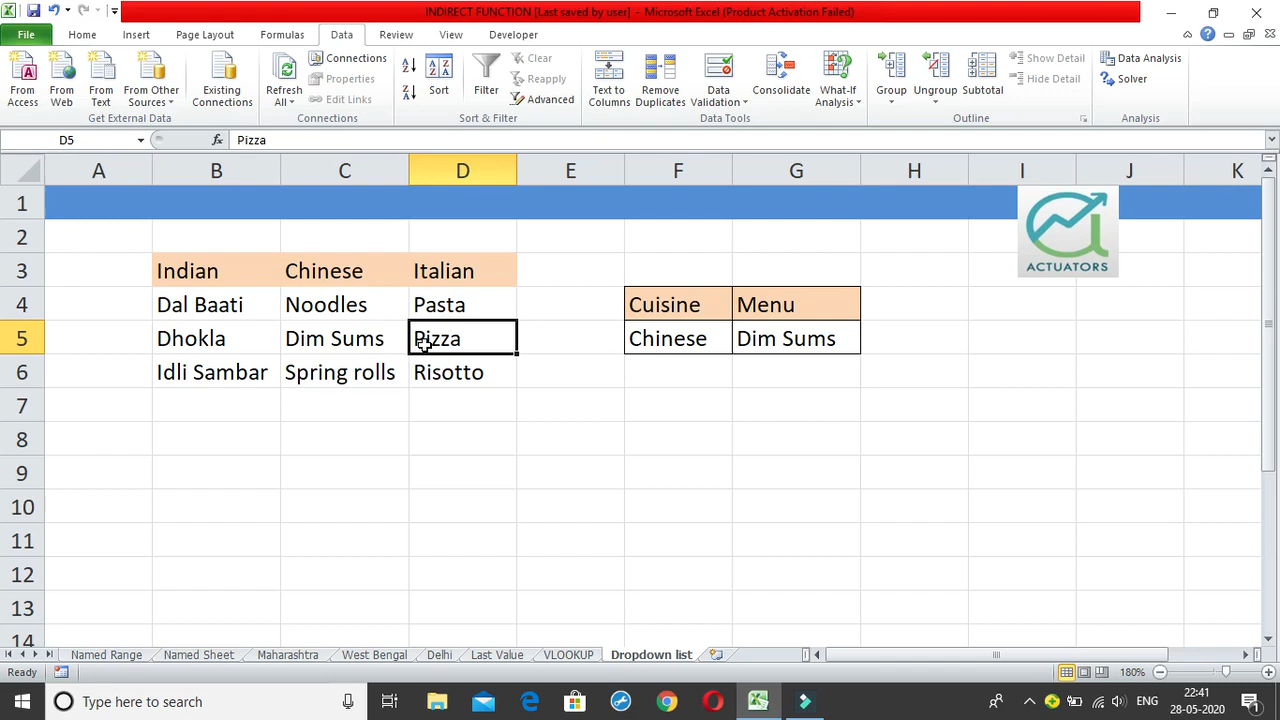 INDIRECT FUNCTION [Last saved by user] - Microsoft Excel (Product Activation Failed)
File Home Insert Page Layout Formulas Data Review View Developer
From Access
From Web
From Text
From Other Sources
Existing Connections
Get External Data
Refresh All
Connections
Properties
Edit Links
Connections
Sort
Filter
Clear
Reapply
Advanced
Sort & Filter
Text to Columns
Remove Duplicates
Data Validation
Consolidate
What-If Analysis
Data Tools
Group
Ungroup
Subtotal
Show Detail
Hide Detail
Outline
Data Analysis
Solver
Analysis
D5 fx Pizza
A B C D E F G H I J K
1
ACTUATORS
2
3 Indian Chinese Italian
4 Dal Baati Noodles Pasta Cuisine Menu
5 Dhokla Dim Sums Pizza Chinese Dim Sums
6 Idli Sambar Spring rolls Risotto
7
8
9
10
11
12
13
14
Named Range Named Sheet Maharashtra West Bengal Delhi Last Value VLOOKUP Dropdown list
Ready 180%
Type here to search
ENG
22:41
28-05-2020
1